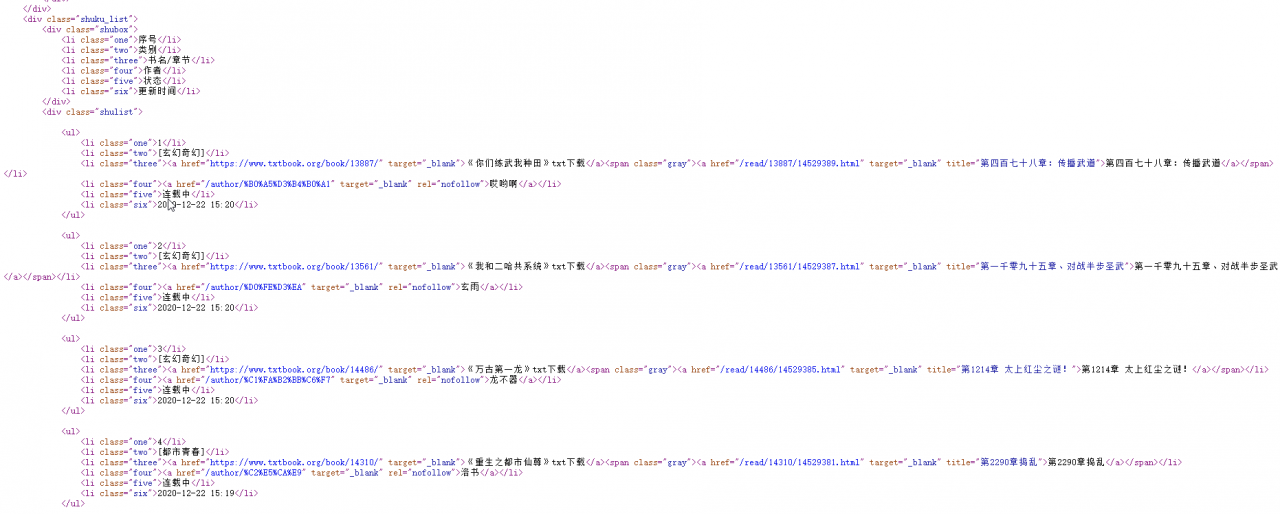 </div>
<div class="shuku_list">
<div class="shubox">
<li class="one">序号</li>
<li class="two">类别</li>
<li class="three">书名/章节</li>
<li class="four">作者</li>
<li class="five">状态</li>
<li class="six">更新时间</li>
</div>
<div class="shulist">
<ul>
<li class="one">1</li>
<li class="two">[玄幻奇幻]</li>
<li class="three"><a href="https://www.txtbook.org/book/13887/" target="_blank">《你们练武我种田》txt下载</a><span class="gray"><a href="/read/13887/14529389.html" target="_blank" title="第四百七十八章：传播武道">第四百七十八章：传播武道</a></span>
</li>
<li class="four"><a href="/author/%B0%A5%D3%B4%B0%A1" target="_blank" rel="nofollow">哎哟啊</a></li>
<li class="five">连载中</li>
<li class="six">2020-12-22 15:20</li>
</ul>
<ul>
<li class="one">2</li>
<li class="two">[玄幻奇幻]</li>
<li class="three"><a href="https://www.txtbook.org/book/13561/" target="_blank">《我和二哈共系统》txt下载</a><span class="gray"><a href="/read/13561/14529387.html" target="_blank" title="第一千零九十五章、对战半步圣武">第一千零九十五章、对战半步圣武
</a></span></li>
<li class="four"><a href="/author/%D0%FE%D3%EA" target="_blank" rel="nofollow">玄雨</a></li>
<li class="five">连载中</li>
<li class="six">2020-12-22 15:20</li>
</ul>
<ul>
<li class="one">3</li>
<li class="two">[玄幻奇幻]</li>
<li class="three"><a href="https://www.txtbook.org/book/14486/" target="_blank">《万古第一龙》txt下载</a><span class="gray"><a href="/read/14486/14529385.html" target="_blank" title="第1214章 太上红尘之谜！">第1214章 太上红尘之谜！</a></span></li>
<li class="four"><a href="/author/%C1%FA%B2%BB%C6%F7" target="_blank" rel="nofollow">龙不器</a></li>
<li class="five">连载中</li>
<li class="six">2020-12-22 15:20</li>
</ul>
<ul>
<li class="one">4</li>
<li class="two">[都市青春]</li>
<li class="three"><a href="https://www.txtbook.org/book/14310/" target="_blank">《重生之都市仙尊》txt下载</a><span class="gray"><a href="/read/14310/14529381.html" target="_blank" title="第2290章捣乱">第2290章捣乱</a></span></li>
<li class="four"><a href="/author/%C2%E5%CA%E9" target="_blank" rel="nofollow">洛书</a></li>
<li class="five">连载中</li>
<li class="six">2020-12-22 15:19</li>
</ul>